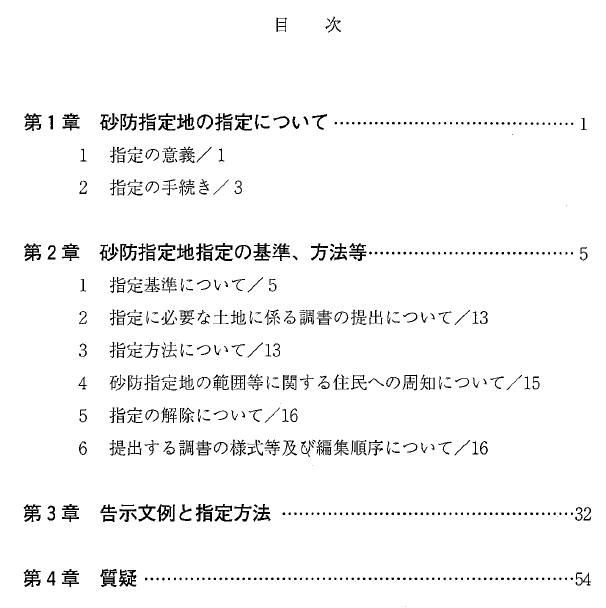 目　次
第1章　砂防指定地の指定について……………………………………1
1　指定の意義／1
2　指定の手続き／3
第2章　砂防指定地指定の基準、方法等………………………………5
1　指定基準について／5
2　指定に必要な土地に係る調書の提出について／13
3　指定方法について／13
4　砂防指定地の範囲等に関する住民への周知について／15
5　指定の解除について／16
6　提出する調書の様式等及び編集順序について／16
第3章　告示文例と指定方法……………………………………………32
第4章　質疑…………………………………………………………………54